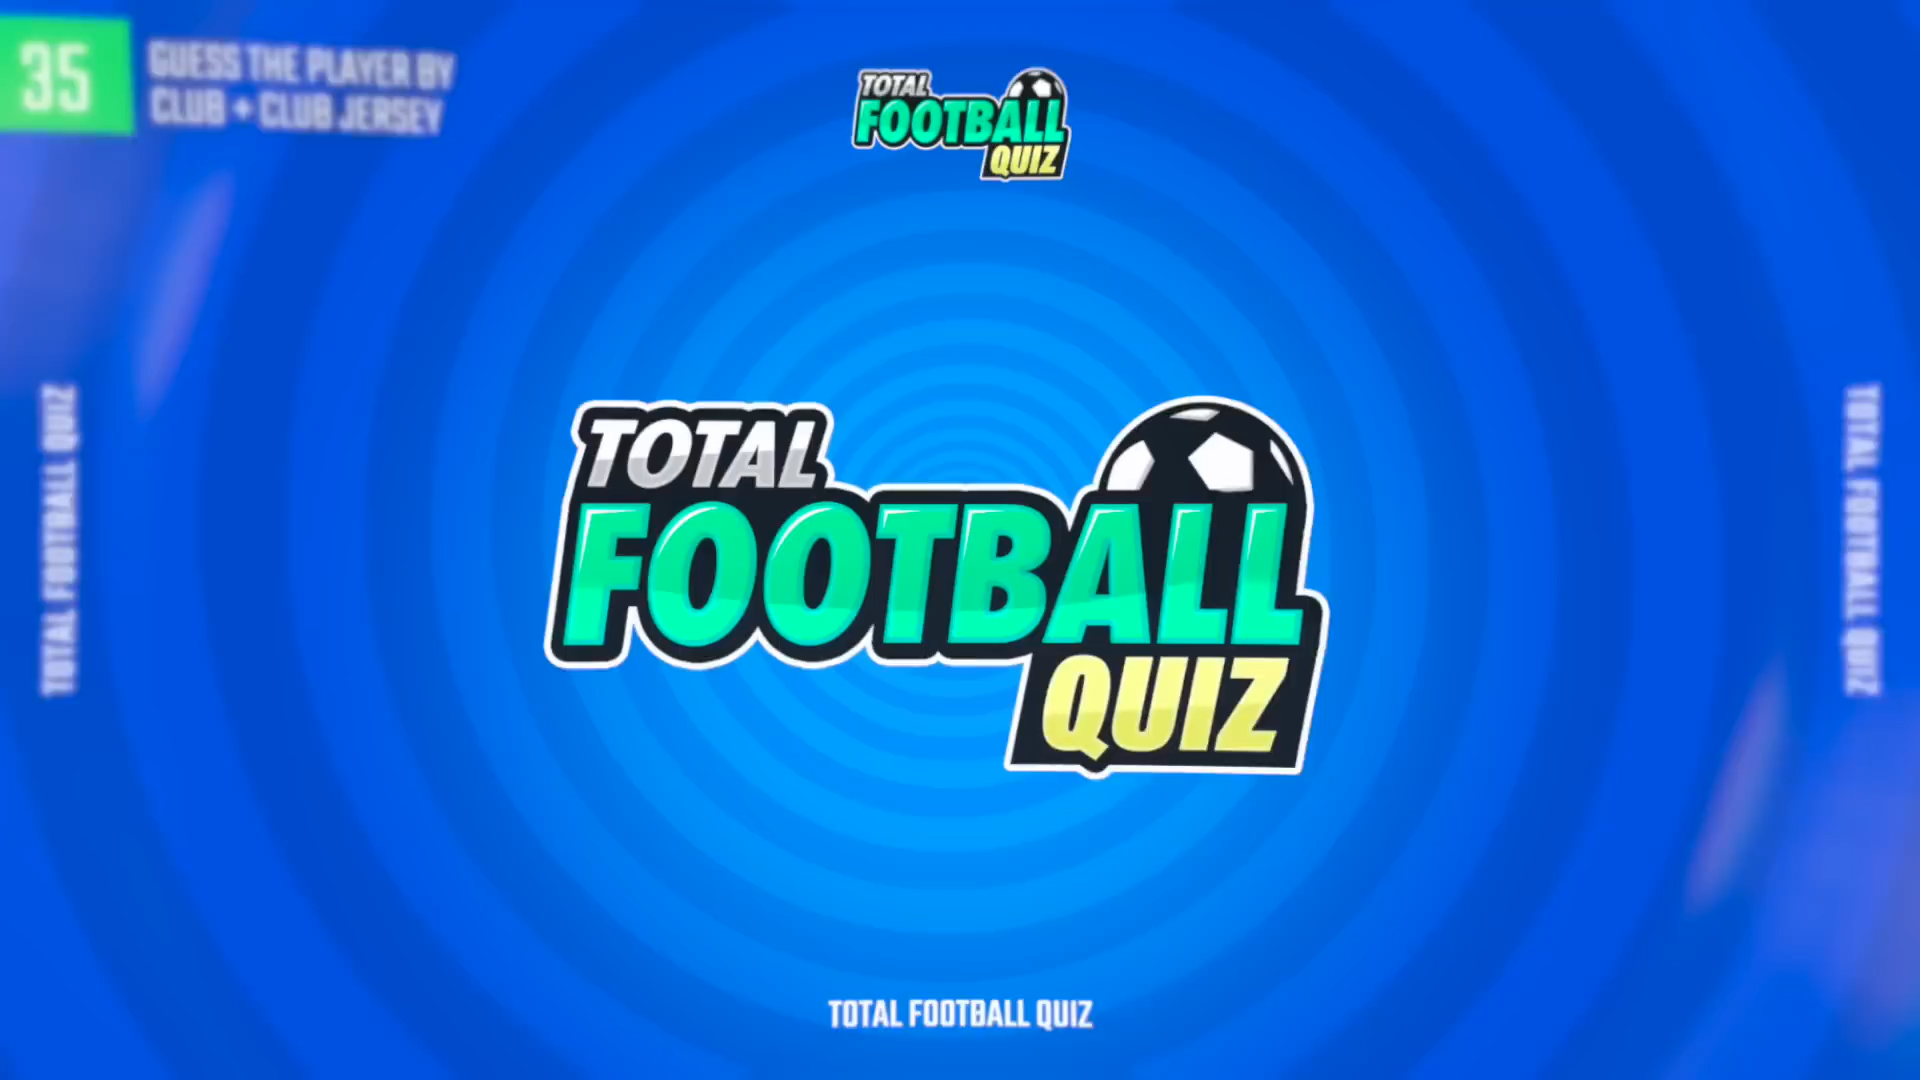 35
GUESS THE PLAYER BY
CLUB + CLUB JERSEY
TOTAL
FOOTBALL
QUIZ
TOTAL
FOOTBALL
QUIZ
TOTAL FOOTBALL QUIZ
TOTAL FOOTBALL QUIZ
TOTAL FOOTBALL QUIZ